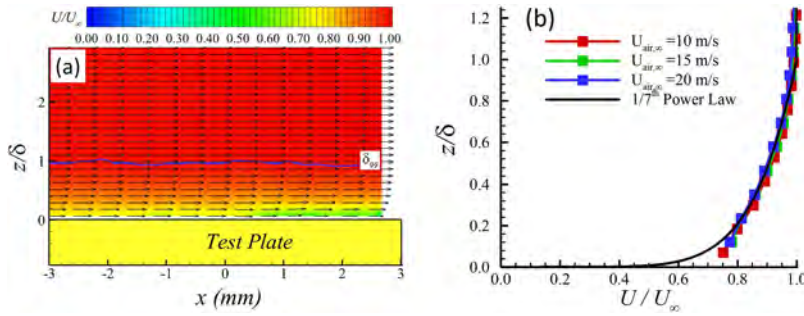 U/U∞
0.00 0.10 0.20 0.30 0.40 0.50 0.60 0.70 0.80 0.90 1.00
(a)
z/δ
2
1
0
δ99
Test Plate
-3 -2 -1 0 1 2 3
x (mm)
(b)
z/δ
1.2
1.0
0.8
0.6
0.4
0.2
0.0
U air,∞ =10 m/s
U air,∞ =15 m/s
U air,∞ =20 m/s
1/7th Power Law
0.0 0.2 0.4 0.6 0.8 1.0
U / U∞